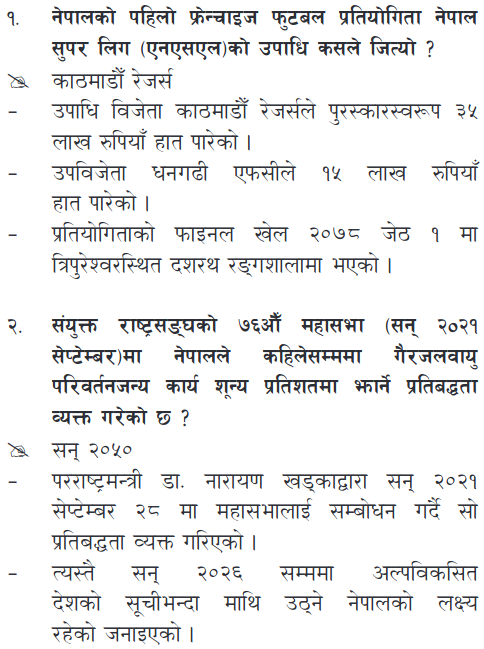 १. नेपालको पहिलो फ्रेन्चाइज फुटबल प्रतियोगिता नेपाल
सुपर लिग (एनएसएल)को उपाधि कसले जित्यो ?
काठमाडौँ रेजर्स
– उपाधि विजेता काठमाडौँ रेजर्सले पुरस्कारस्वरूप ३५
लाख रुपियाँ हात पारेको ।
– उपविजेता धनगढी एफसीले १५ लाख रुपियाँ
हात पारेको ।
– प्रतियोगिताको फाइनल खेल २०७८ जेठ १ मा
त्रिपुरेश्वरस्थित दशरथ रङ्गशालामा भएको ।
२. संयुक्त राष्ट्रसङ्घको ७६औँ महासभा (सन् २०२१
सेप्टेम्बर)मा नेपालले कहिलेसम्ममा गैरजलवायु
परिवर्तनजन्य कार्य शून्य प्रतिशतमा झार्ने प्रतिबद्धता
व्यक्त गरेको छ ?
सन् २०५०
– परराष्ट्रमन्त्री डा. नारायण खड्काद्वारा सन् २०२१
सेप्टेम्बर २८ मा महासभालाई सम्बोधन गर्दै सो
प्रतिबद्धता व्यक्त गरिएको ।
– त्यस्तै सन् २०२६ सम्ममा अल्पविकसित
देशको सूचीभन्दा माथि उठ्ने नेपालको लक्ष्य
रहेको जनाइएको ।